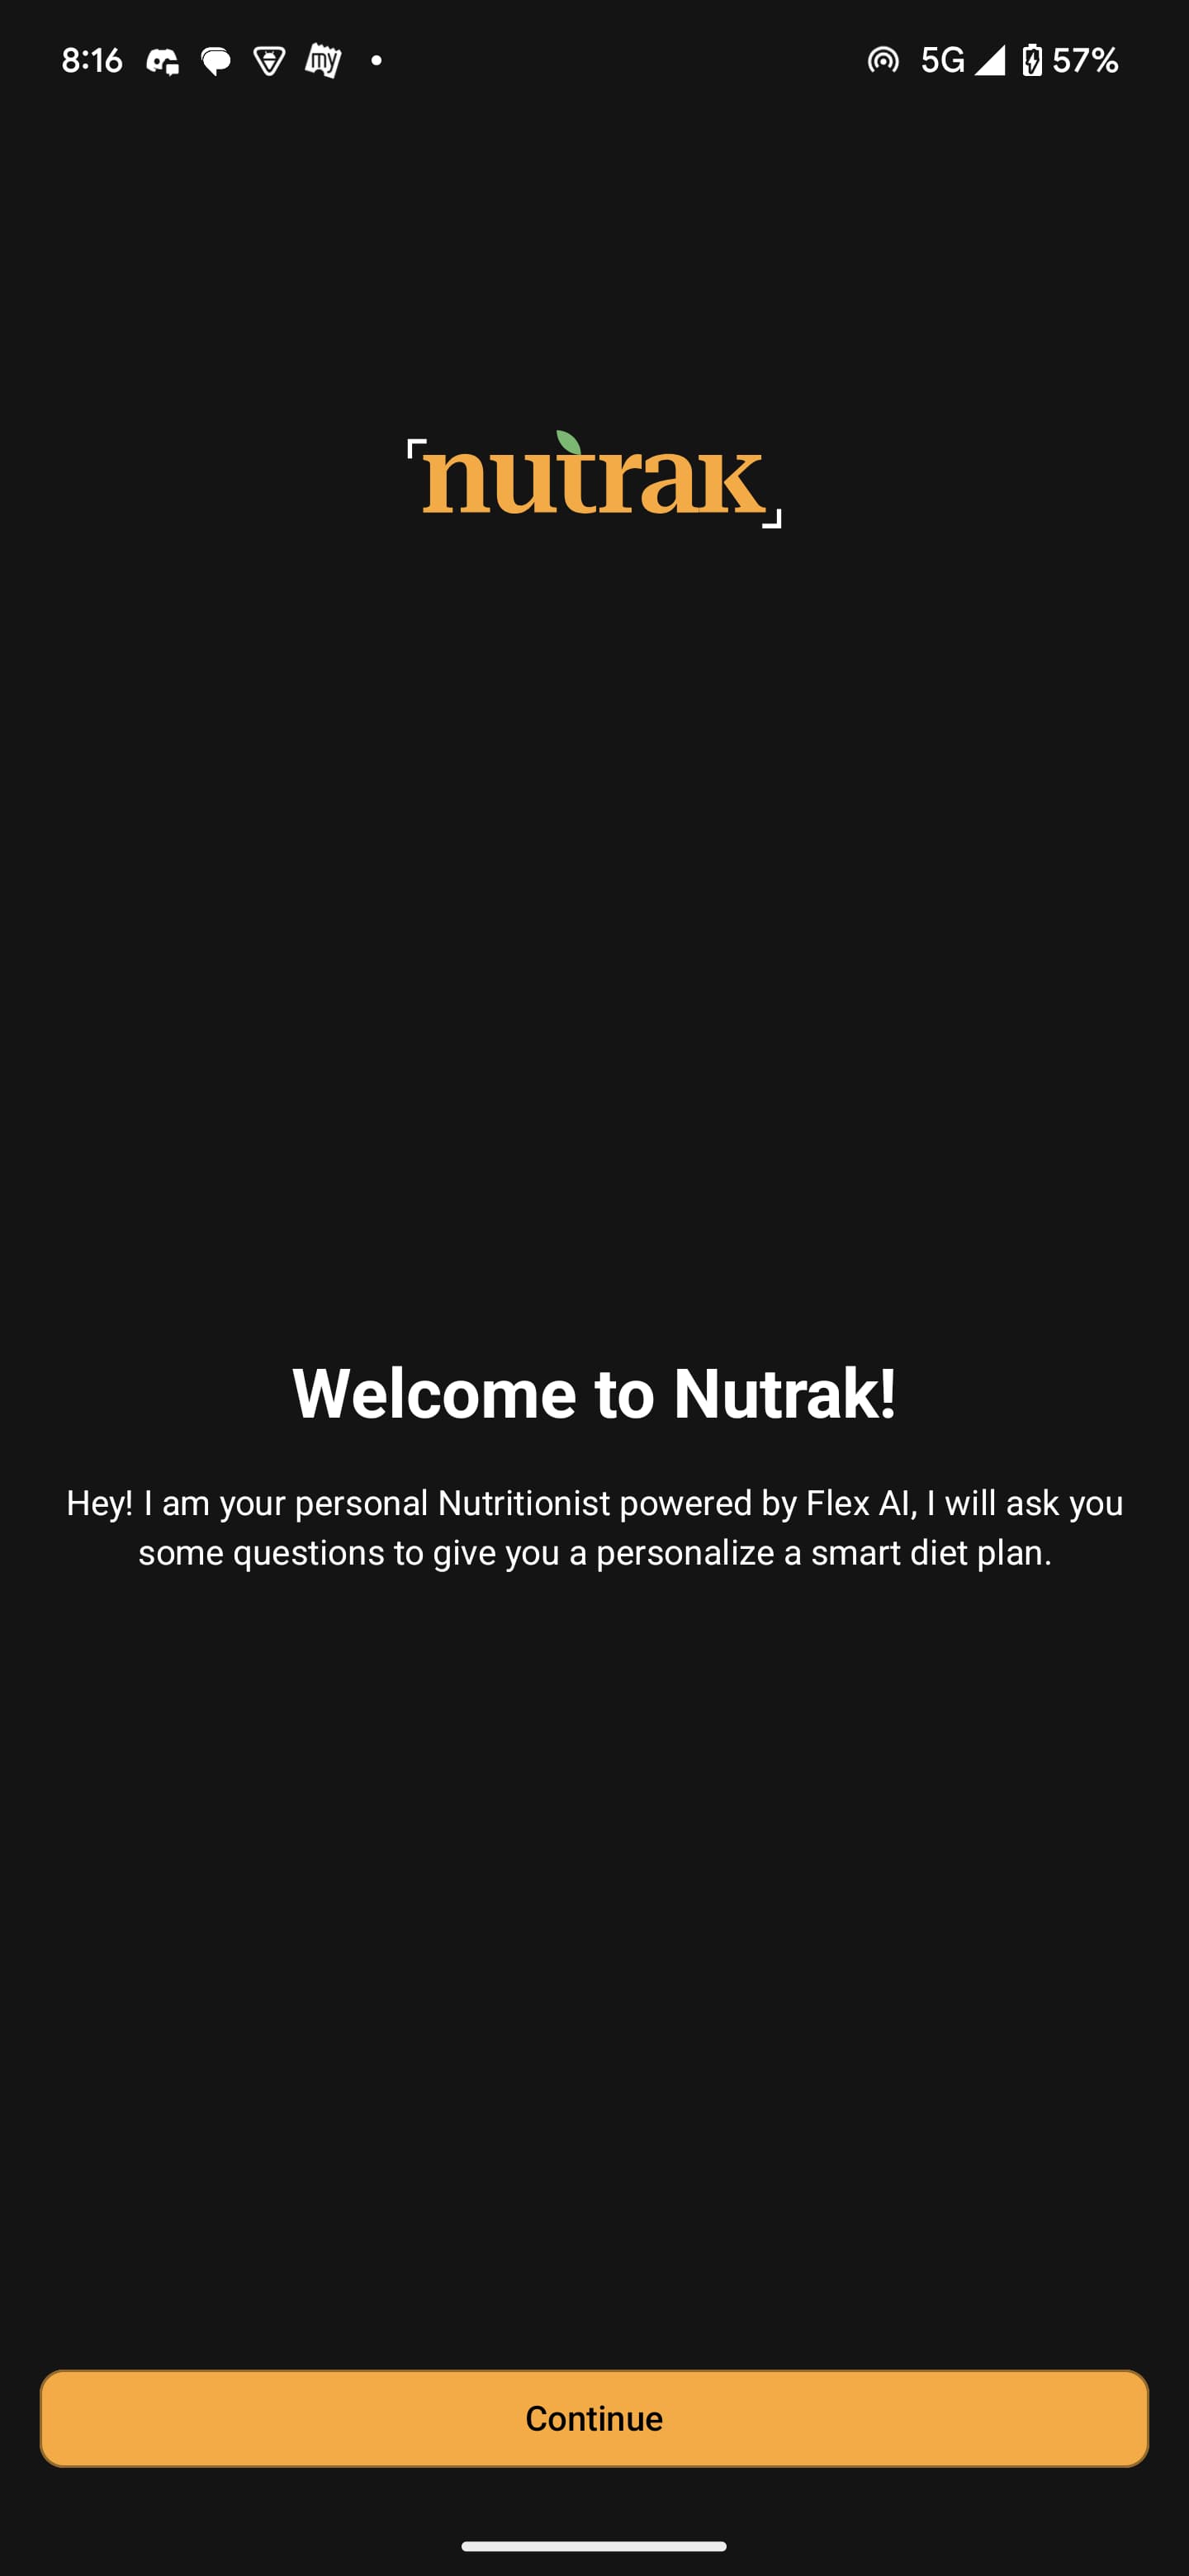 8:16 my 5G 57%
nutrak
Welcome to Nutrak!
Hey! I am your personal Nutritionist powered by Flex AI, I will ask you
some questions to give you a personalize a smart diet plan.
Continue